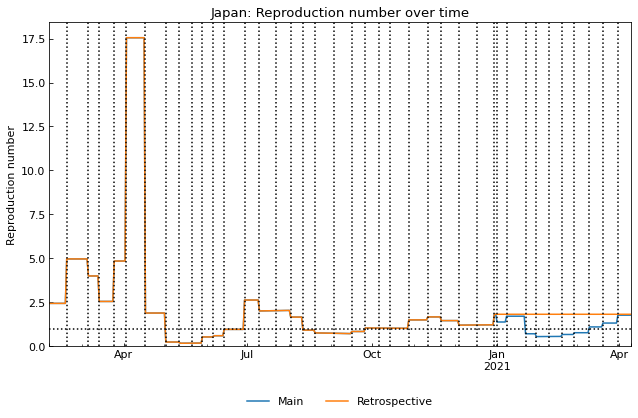 Japan: Reproduction number over time
Reproduction number
17.5
15.0
12.5
10.0
7.5
5.0
2.5
0.0
Apr
Jul
Oct
Jan
2021
Apr
Main
Retrospective